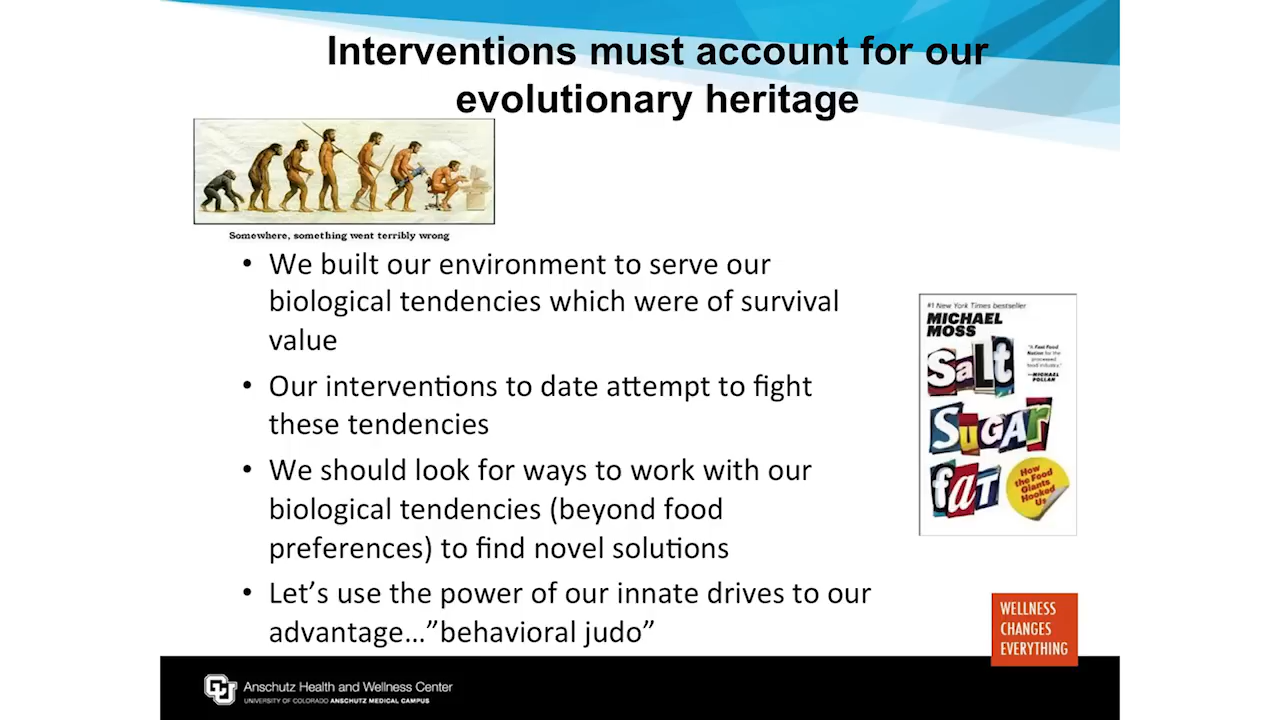 Interventions must account for our
evolutionary heritage
Somewhere, something went terribly wrong
• We built our environment to serve our
biological tendencies which were of survival
value
• Our interventions to date attempt to fight
these tendencies
• We should look for ways to work with our
biological tendencies (beyond food
preferences) to find novel solutions
• Let’s use the power of our innate drives to our
advantage…”behavioral judo”
#1 New York Times bestseller
MICHAEL
MOSS
Salt
"A Fast Food
Nation for the
processed
food industry."
—MICHAEL
POLLAN
SUGAR
faT
How
the Food
Giants
Hooked
Us
WELLNESS
CHANGES
EVERYTHING
CU
Anschutz Health and Wellness Center
UNIVERSITY OF COLORADO ANSCHUTZ MEDICAL CAMPUS